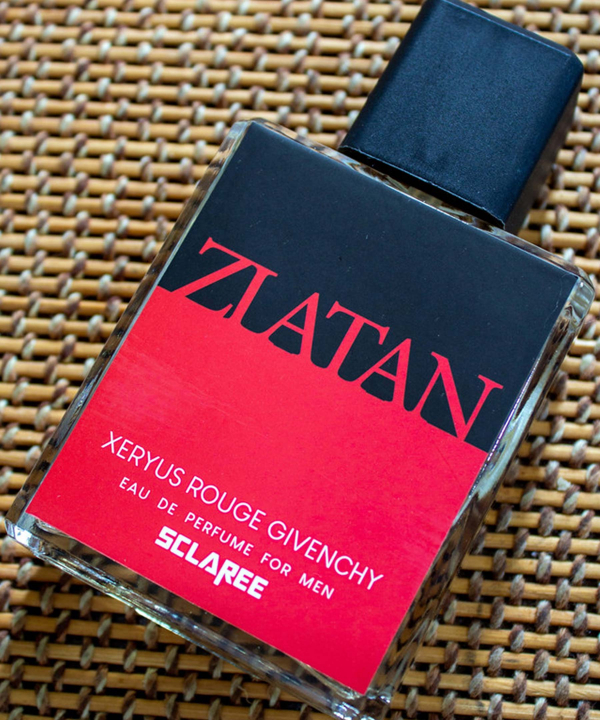 ZLATAN
XERYUS ROUGE GIVENCHY
EAU DE PERFUME FOR MEN
SCLAREE